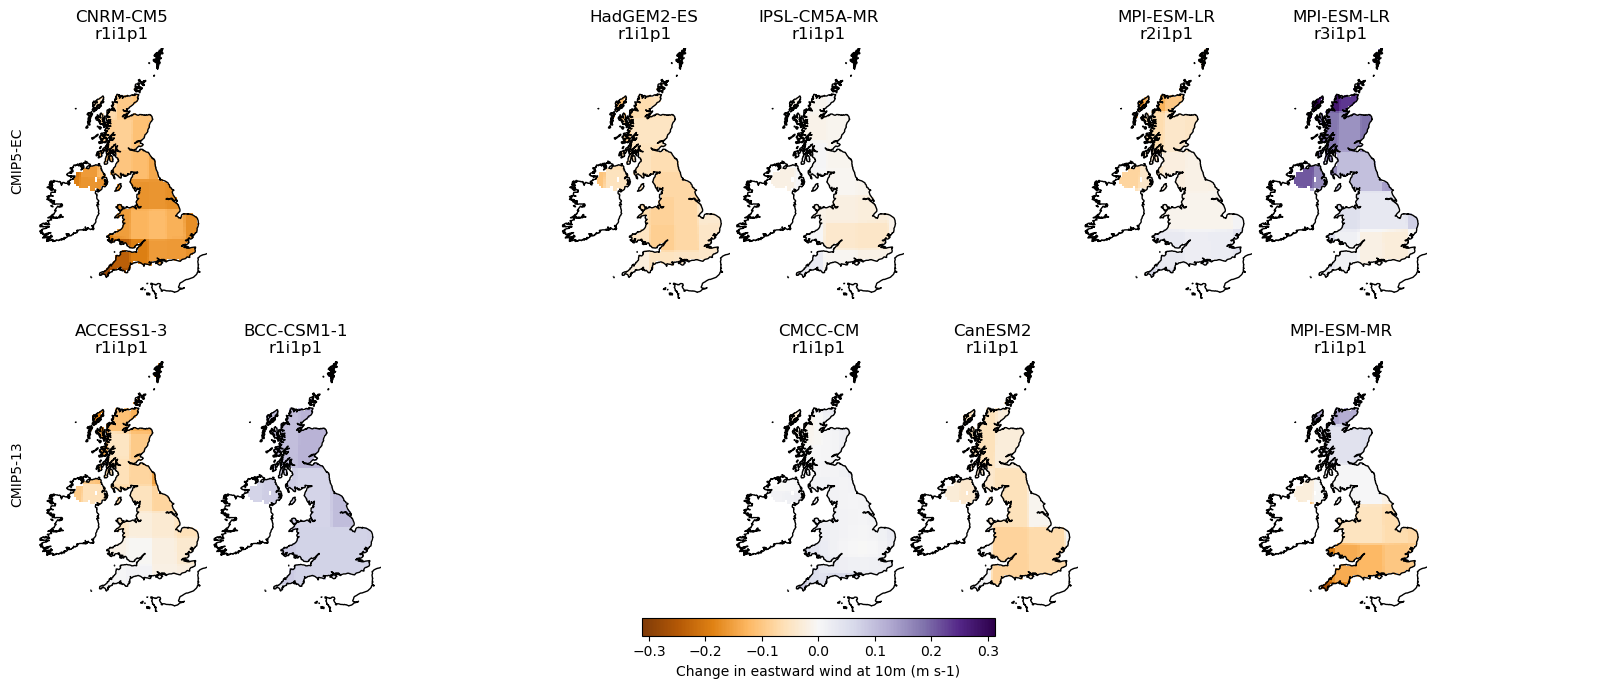 CNRM-CM5
r1i1p1
HadGEM2-ES
r1i1p1
IPSL-CM5A-MR
r1i1p1
MPI-ESM-LR
r2i1p1
MPI-ESM-LR
r3i1p1
CMIP5-EC
ACCESS1-3
r1i1p1
BCC-CSM1-1
r1i1p1
CMCC-CM
r1i1p1
CanESM2
r1i1p1
MPI-ESM-MR
r1i1p1
CMIP5-13
−0.3 −0.2 −0.1 0.0 0.1 0.2 0.3
Change in eastward wind at 10m (m s-1)